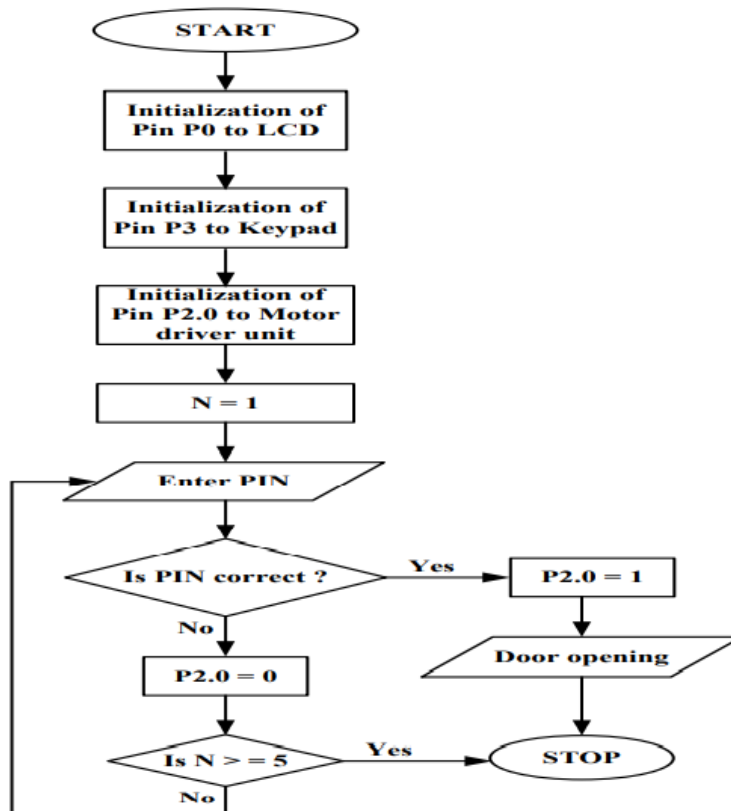 START
Initialization of
Pin P0 to LCD
Initialization of
Pin P3 to Keypad
Initialization of
Pin P2.0 to Motor
driver unit
N = 1
Enter PIN
Is PIN correct ?
Yes
P2.0 = 1
No
Door opening
P2.0 = 0
Is N > = 5
Yes
STOP
No